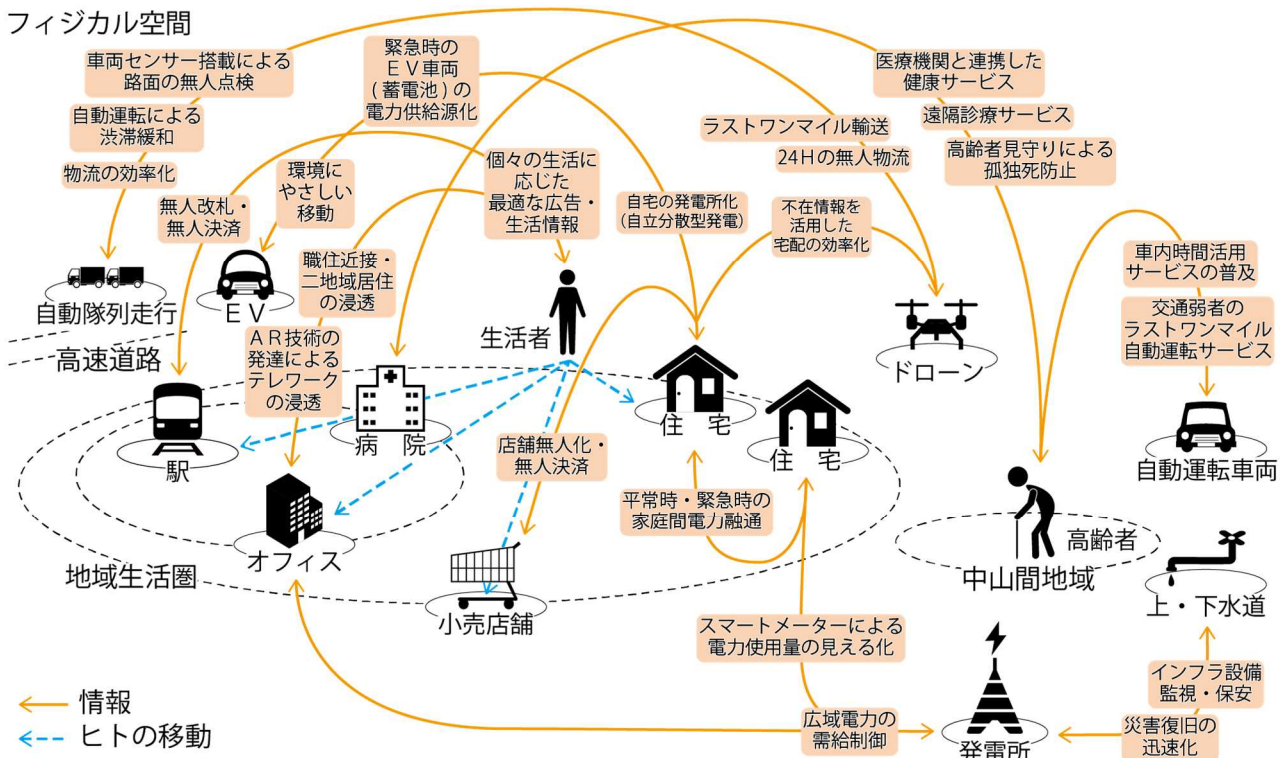 フィジカル空間
車両センサー搭載による
路面の無人点検
自動運転による
渋滞緩和
物流の効率化
無人改札・
無人決済
緊急時の
ＥＶ車両
(蓄電池)の
電力供給源化
環境に
やさしい
移動
個々の生活に
応じた
最適な広告・
生活情報
職住近接・
二地域居住
の浸透
ＡＲ技術の
発達による
テレワーク
の浸透
医療機関と連携した
健康サービス
遠隔診療サービス
高齢者見守りによる
孤独死防止
ラストワンマイル輸送
24Hの無人物流
自宅の発電所化
(自立分散型発電)
不在情報を
活用した
宅配の効率化
車内時間活用
サービスの普及
交通弱者の
ラストワンマイル
自動運転サービス
自動隊列走行
ＥＶ
高速道路
生活者
ドローン
駅
病　院
住　宅
住　宅
自動運転車両
店舗無人化・
無人決済
平常時・緊急時の
家庭間電力融通
オフィス
地域生活圏
小売店舗
高齢者
中山間地域
上・下水道
スマートメーターによる
電力使用量の見える化
インフラ設備
監視・保安
広域電力の
需給制御
災害復旧の
迅速化
発電所
情報
ヒトの移動